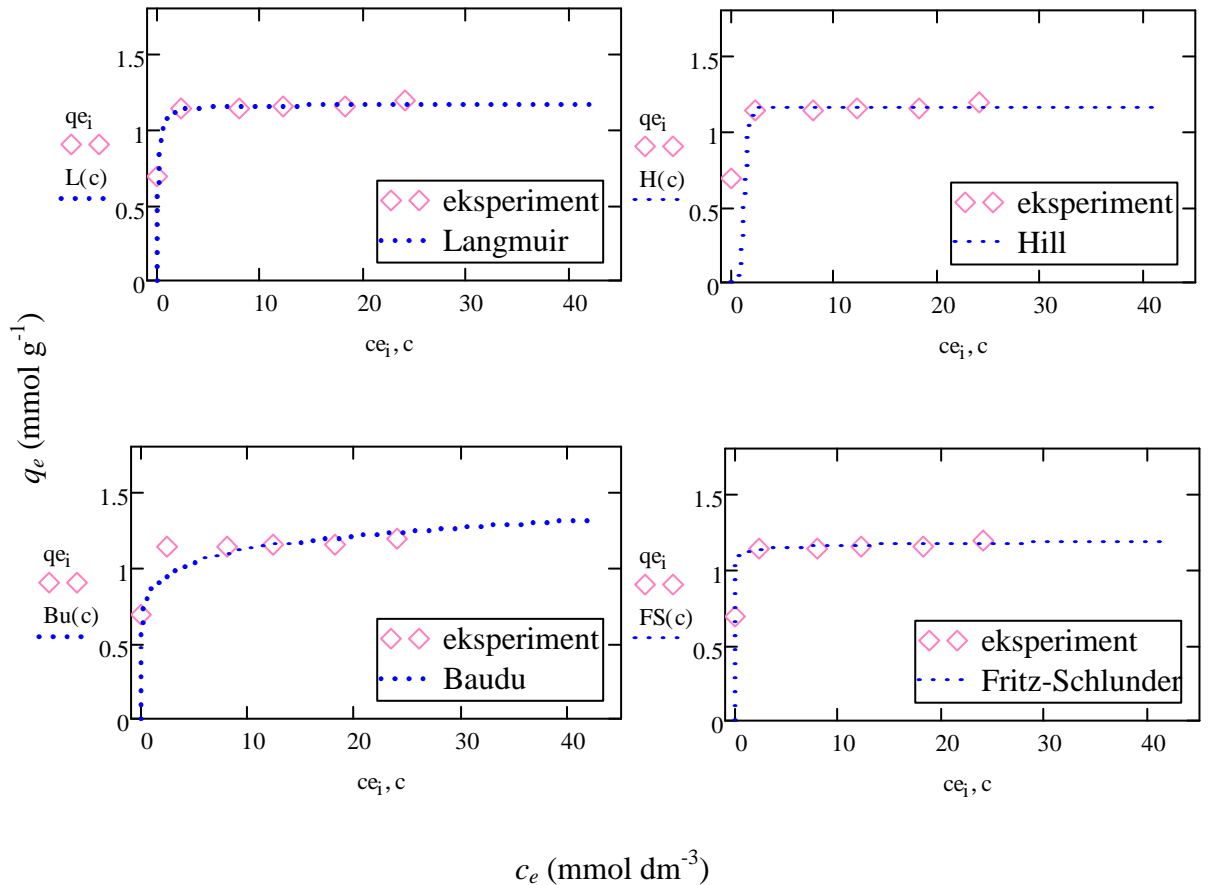 1.5
1
0.5
0
qe_i
L(c)
eksperiment
Langmuir
0 10 20 30 40
ce_i, c
1.5
1
0.5
0
qe_i
H(c)
eksperiment
Hill
0 10 20 30 40
ce_i, c
q_e (mmol g^-1)
1.5
1
0.5
0
qe_i
Bu(c)
eksperiment
Baudu
0 10 20 30 40
ce_i, c
1.5
1
0.5
0
qe_i
FS(c)
eksperiment
Fritz-Schlunder
0 10 20 30 40
ce_i, c
c_e (mmol dm^-3)